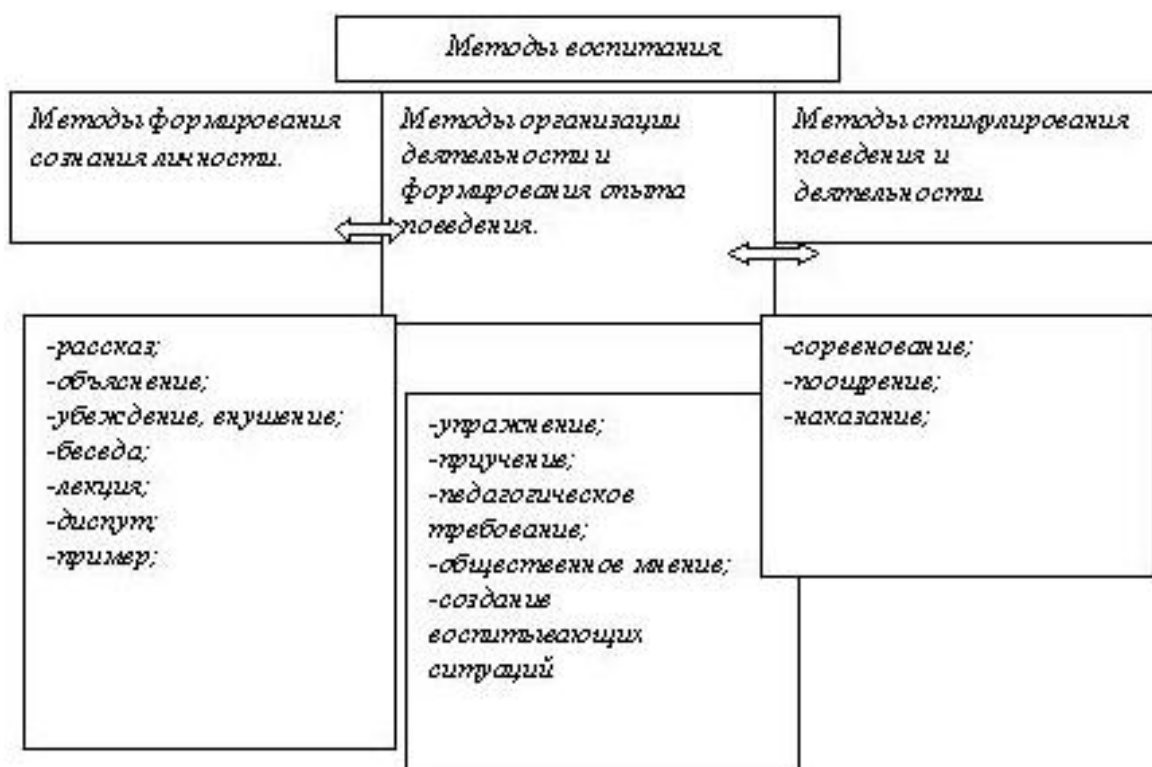 Методы воспитания
Методы формирования
сознания личности.
Методы организации
деятельности и
формирования опыта
поведения.
Методы стимулирования
поведения и
деятельности
-рассказ;
-объяснение;
-убеждение, внушение;
-беседа;
-лекция;
-диспут;
-пример;
-упражнение;
-приучение;
-педагогическое
требование;
-общественное мнение;
-создание
воспитывающих
ситуаций
-соревнование;
-поощрение;
-наказание;